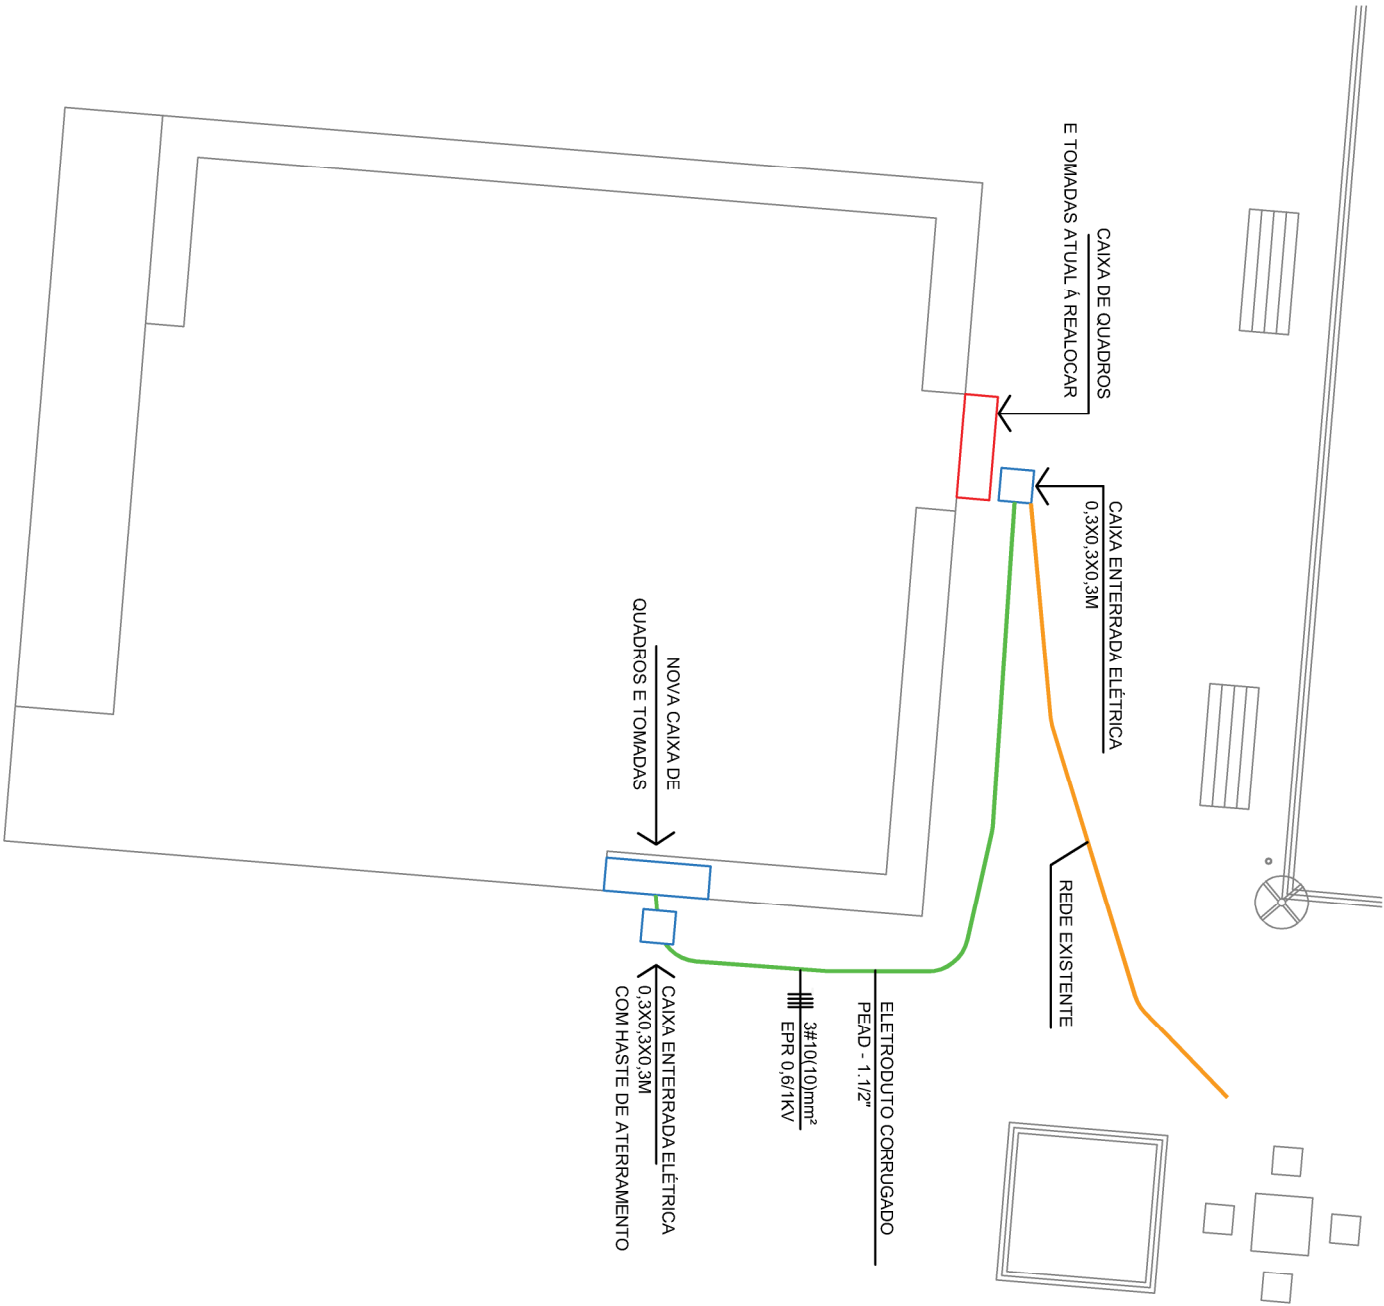 CAIXA DE QUADROS
E TOMADAS ATUAL Á REALOCAR
CAIXA ENTERRADA ELÉTRICA
0,3X0,3X0,3M
NOVA CAIXA DE
QUADROS E TOMADAS
REDE EXISTENTE
ELETRODUTO CORRUGADO
PEAD - 1.1/2"
3#10(10)mm²
EPR 0,6/1KV
CAIXA ENTERRADA ELÉTRICA
0,3X0,3X0,3M
COM HASTE DE ATERRAMENTO